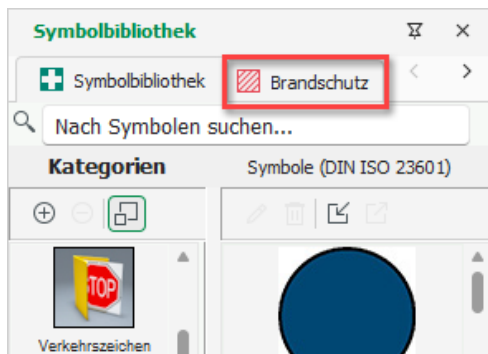 Symbolbibliothek
Symbolbibliothek Brandschutz
Nach Symbolen suchen...
Kategorien Symbole (DIN ISO 23601)
STOP
Verkehrszeichen